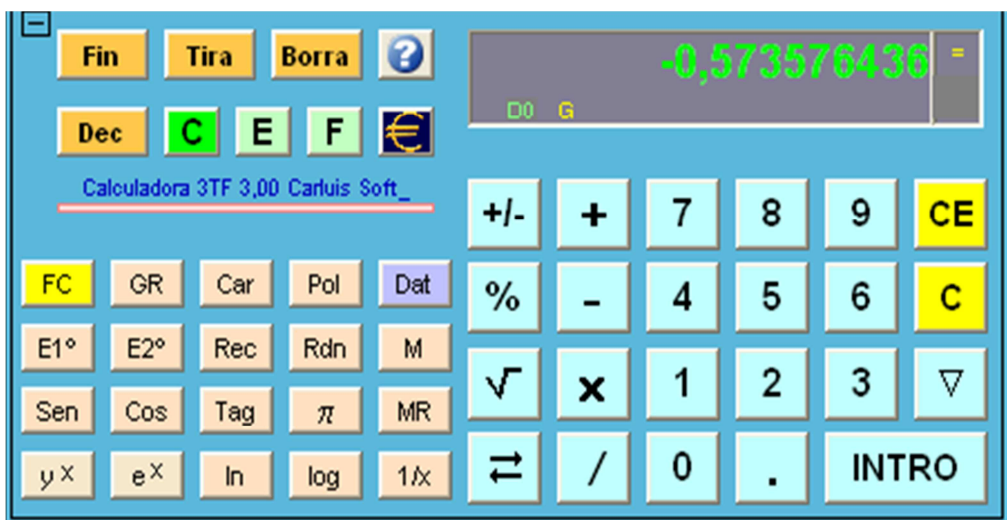 Fin Tira Borra ?
-0,573576436 =
D0 G
Dec C E F €
Calculadora 3TF 3,00 Carluis Soft_
+/- + 7 8 9 CE
FC GR Car Pol Dat
% - 4 5 6 C
E1º E2º Rec Rdn M
√ x 1 2 3 ▽
Sen Cos Tag π MR
⇄ / 0 . INTRO
y x e x ln log 1/x